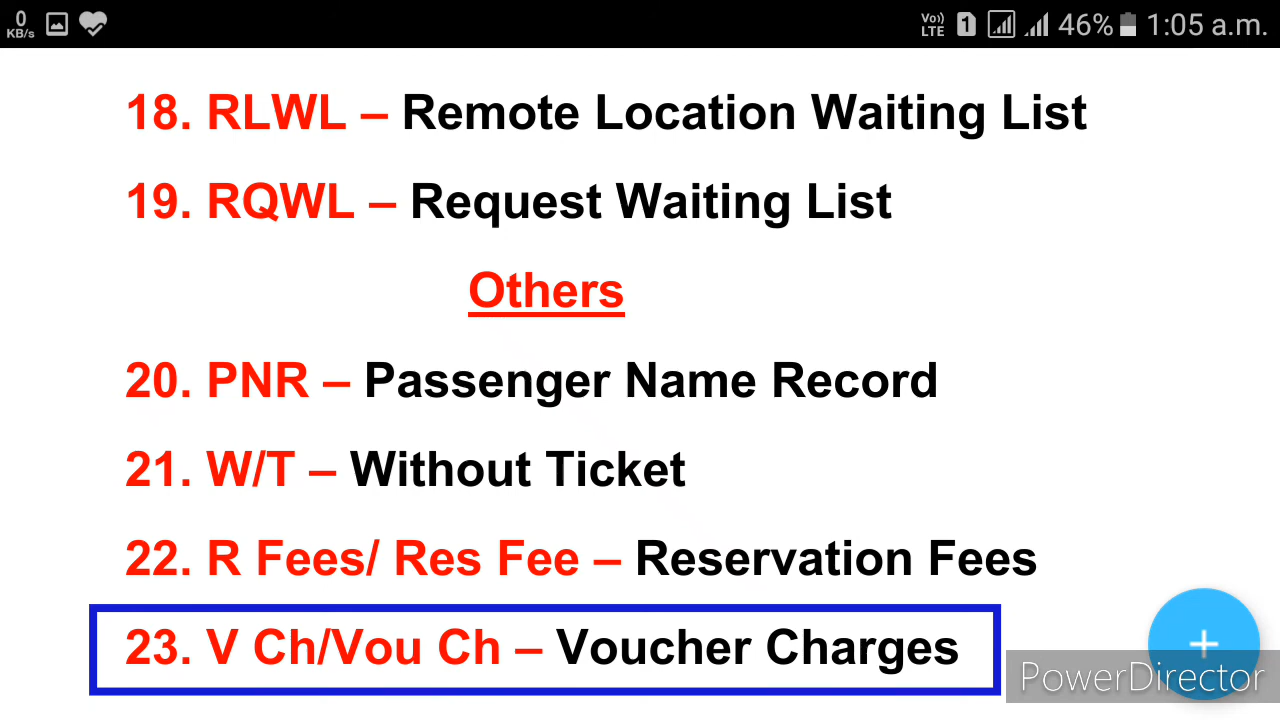 0
KB/s
Vo))
LTE
1
46%
1:05 a.m.
18. RLWL – Remote Location Waiting List
19. RQWL – Request Waiting List
Others
20. PNR – Passenger Name Record
21. W/T – Without Ticket
22. R Fees/ Res Fee – Reservation Fees
23. V Ch/Vou Ch – Voucher Charges
+
PowerDirector